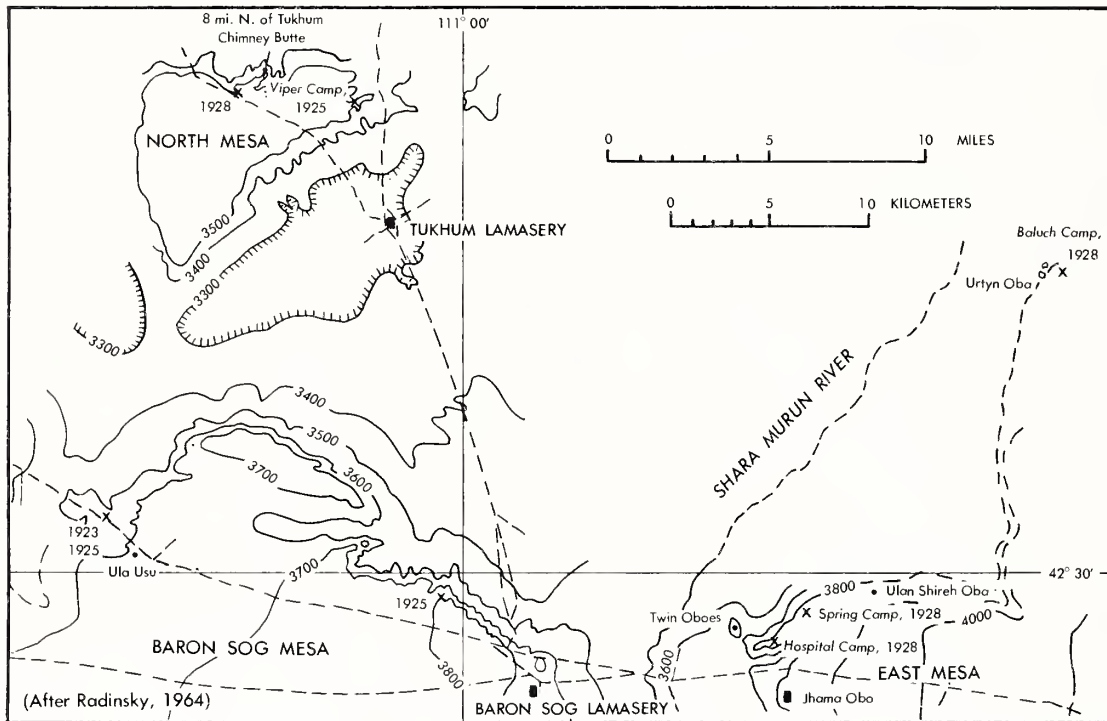 8 mi. N. of Tukhum
Chimney Butte
111° 00'
Viper Camp,
1925
1928
NORTH MESA
0 5 10 MILES
0 5 10 KILOMETERS
3500
3400
3300
TUKHUM LAMASERY
Baluch Camp,
1928
Urtyn Oba
3300
SHARA MURUN RIVER
3400
3500
3600
3700
1923
1925
Ula Usu
3700
42° 30'
1925
3800
Ulan Shireh Oba
Twin Oboes
Spring Camp, 1928
4000
Hospital Camp, 1928
BARON SOG MESA
3600
3800
EAST MESA
Jhama Obo
(After Radinsky, 1964)
BARON SOG LAMASERY